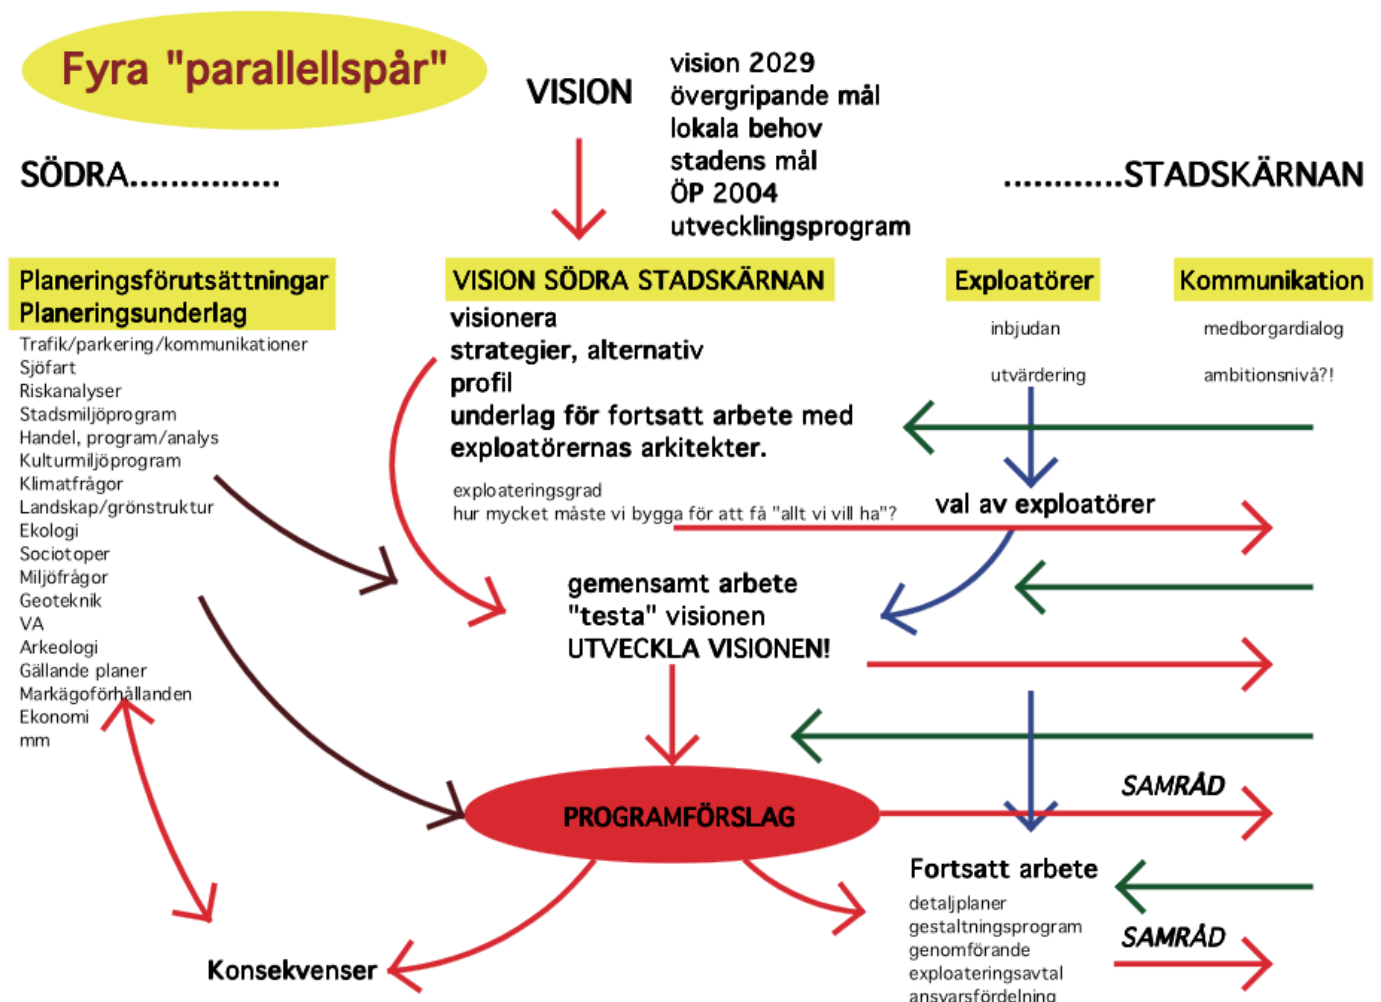 Fyra "parallellspår"
VISION
vision 2029
övergripande mål
lokala behov
stadens mål
ÖP 2004
utvecklingsprogram
SÖDRA...............
............STADSKÄRNAN
Planeringsförutsättningar
Planeringsunderlag
Trafik/parkering/kommunikationer
Sjöfart
Riskanalyser
Stadsmiljöprogram
Handel, program/analys
Kulturmiljöprogram
Klimatfrågor
Landskap/grönstruktur
Ekologi
Sociotoper
Miljöfrågor
Geoteknik
VA
Arkeologi
Gällande planer
Markägoförhållanden
Ekonomi
mm
VISION SÖDRA STADSKÄRNAN
visionera
strategier, alternativ
profil
underlag för fortsatt arbete med
exploatörernas arkitekter.
exploateringsgrad
hur mycket måste vi bygga för att få "allt vi vill ha"?
Exploatörer
inbjudan
utvärdering
Kommunikation
medborgardialog
ambitionsnivå?!
val av exploatörer
gemensamt arbete
"testa" visionen
UTVECKLA VISIONEN!
PROGRAMFÖRSLAG
SAMRÅD
Fortsatt arbete
detaljplaner
gestaltningsprogram
genomförande
exploateringsavtal
ansvarsfördelning
SAMRÅD
Konsekvenser